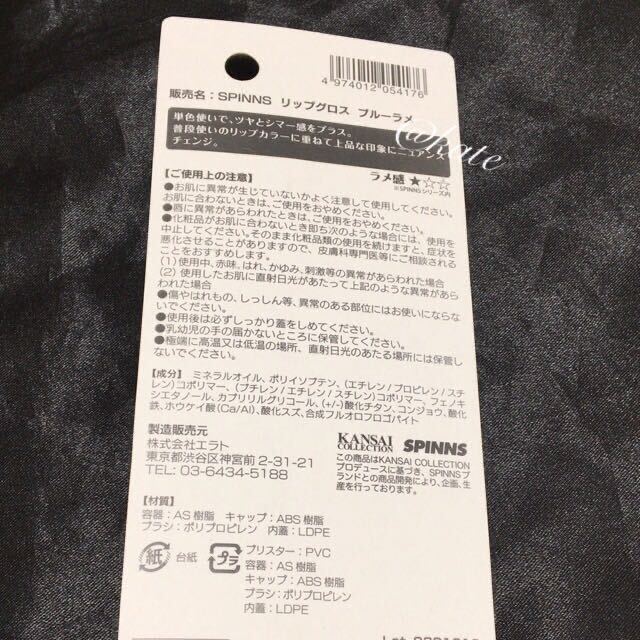 4 974012 054176
販売名：SPINNS リップグロス ブルーラメ
単色使いで、ツヤとシマー感をプラス。
普段使いのリップカラーに重ねて上品な印象にニュアンス
チェンジ。
@kate
ラメ感 ★☆☆
※SPINNSシリーズ内
【ご使用上の注意】
●お肌に異常が生じていないかよく注意して使用してください。
お肌に合わないときは、ご使用をおやめください。
●唇に異常があらわれたときは、ご使用をおやめください。
●化粧品がお肌に合わないとき即ち次のような場合には、使用を
中止してください。そのまま化粧品類の使用を続けますと、症状を
悪化させることがありますので、皮膚科専門医等にご相談される
ことをおすすめします。
(1)使用中、赤味、はれ、かゆみ、刺激等の異常があらわれた場合
(2)使用したお肌に直射日光があたって上記のような異常があら
われた場合
●傷やはれもの、しっしん等、異常のある部位にはお使いにならな
いでください。
●使用後は必ずしっかり蓋をしめてください。
●乳幼児の手の届かないところに保管してください。
●極端に高温又は低温の場所、直射日光のあたる場所には保管し
ないでください。
【成分】ミネラルオイル、ポリイソブテン、(エチレン/プロピレン/スチ
レン)コポリマー、(ブチレン/エチレン/スチレン)コポリマー、フェノキ
シエタノール、カプリリルグリコール、(+/-)酸化チタン、コンジョウ、酸化
鉄、ホウケイ酸(Ca/Al)、酸化スズ、合成フルオロフロゴパイト
製造販売元
株式会社エラト
東京都渋谷区神宮前2-31-21
TEL: 03-6434-5188
KANSAI COLLECTION SPINNS
この商品はKANSAI COLLECTION
プロデュースに基づき、SPINNSブ
ランドとの商品開発により、企画、生
産を行っております。
【材質】
容器：AS樹脂 キャップ：ABS樹脂
ブラシ：ポリプロピレン 内蓋：LDPE
紙 台紙
プラ ブリスター：PVC
容器：AS樹脂
キャップ：ABS樹脂
ブラシ：ポリプロピレン
内蓋：LDPE